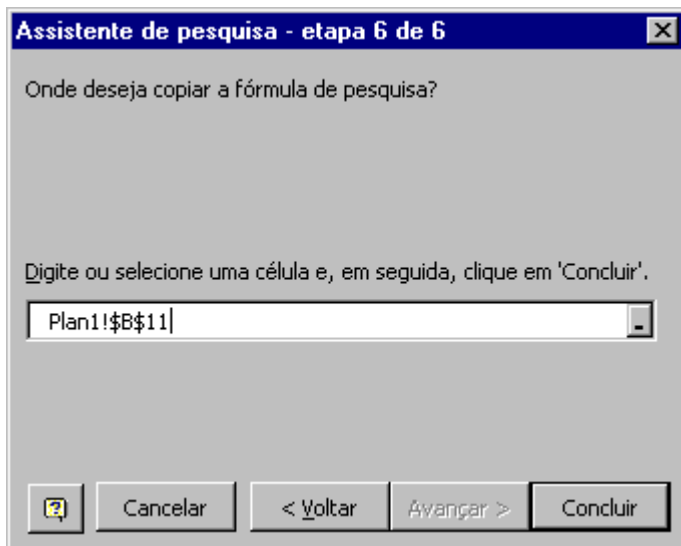 Assistente de pesquisa - etapa 6 de 6
Onde deseja copiar a fórmula de pesquisa?
Digite ou selecione uma célula e, em seguida, clique em 'Concluir'.
Plan1!$B$11
Cancelar < Voltar Avançar > Concluir